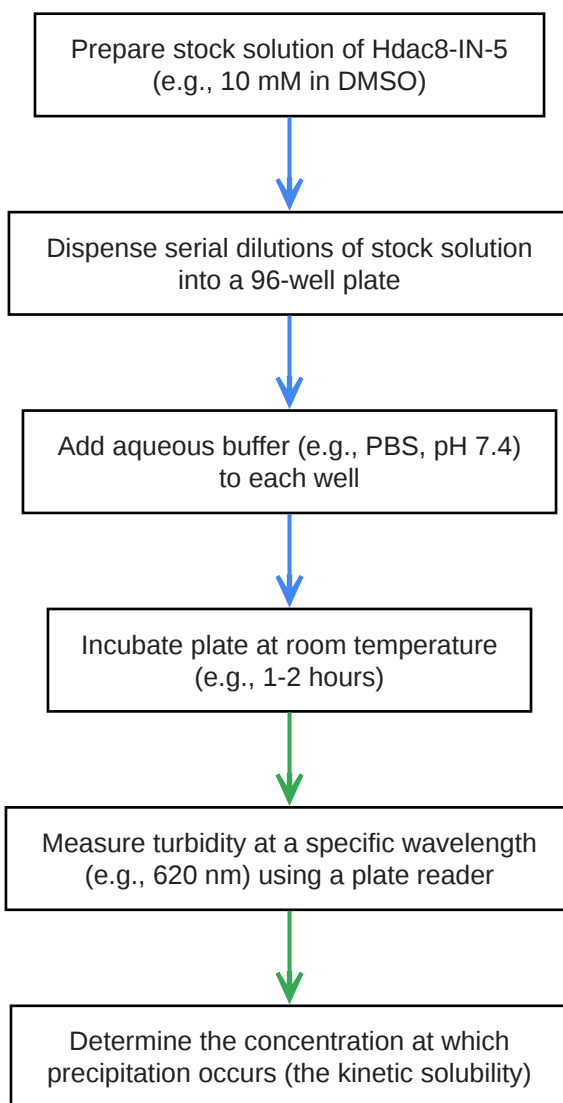 Prepare stock solution of Hdac8-IN-5
(e.g., 10 mM in DMSO)
Dispense serial dilutions of stock solution
into a 96-well plate
Add aqueous buffer (e.g., PBS, pH 7.4)
to each well
Incubate plate at room temperature
(e.g., 1-2 hours)
Measure turbidity at a specific wavelength
(e.g., 620 nm) using a plate reader
Determine the concentration at which
precipitation occurs (the kinetic solubility)